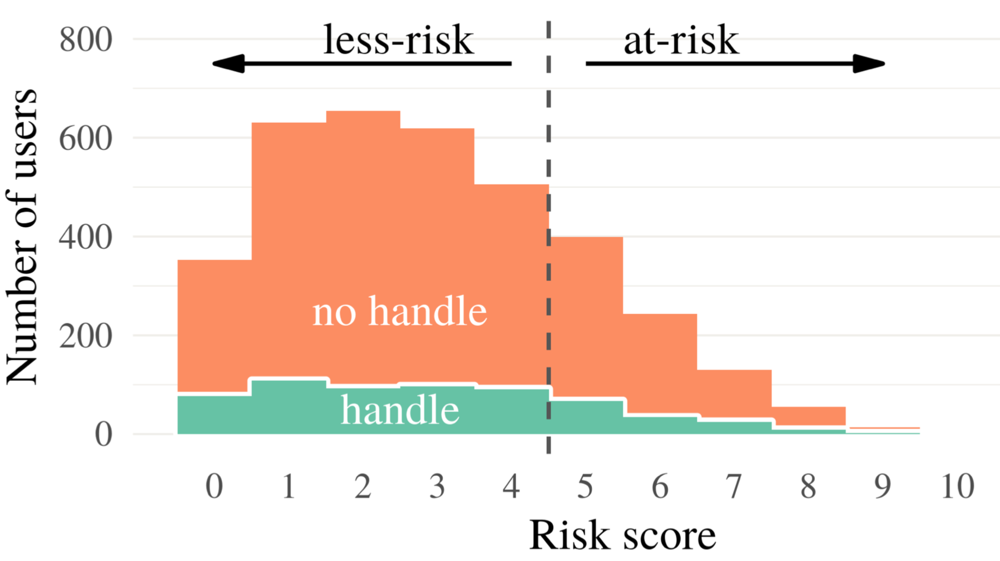 less-risk
at-risk
800
600
400
200
0
Number of users
no handle
handle
0 1 2 3 4 5 6 7 8 9 10
Risk score